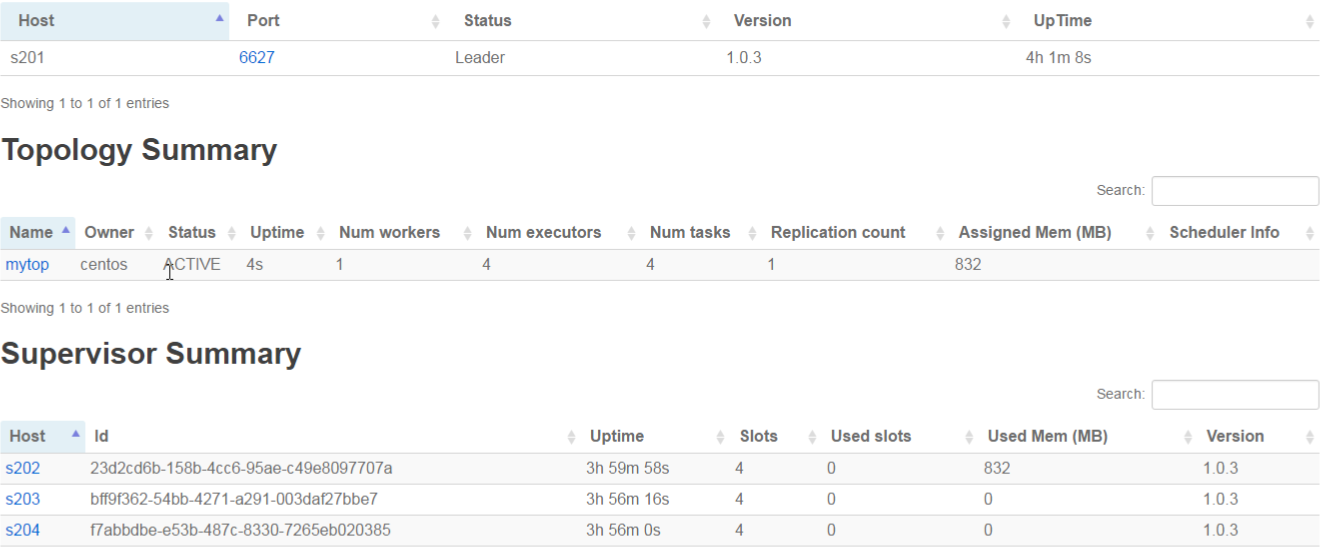 Host Port Status Version UpTime
s201 6627 Leader 1.0.3 4h 1m 8s
Showing 1 to 1 of 1 entries
Topology Summary
Search:
Name Owner Status Uptime Num workers Num executors Num tasks Replication count Assigned Mem (MB) Scheduler Info
mytop centos ACTIVE 4s 1 4 4 1 832
Showing 1 to 1 of 1 entries
Supervisor Summary
Search:
Host Id Uptime Slots Used slots Used Mem (MB) Version
s202 23d2cd6b-158b-4cc6-95ae-c49e8097707a 3h 59m 58s 4 0 832 1.0.3
s203 bff9f362-54bb-4271-a291-003daf27bbe7 3h 56m 16s 4 0 0 1.0.3
s204 f7abbdbe-e53b-487c-8330-7265eb020385 3h 56m 0s 4 0 0 1.0.3